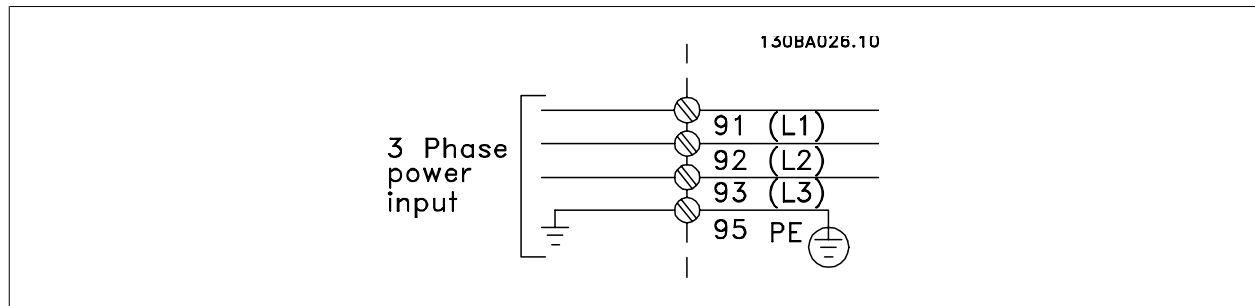 130BA026.10
91 (L1)
3 Phase
92 (L2)
power
93 (L3)
input
95 PE